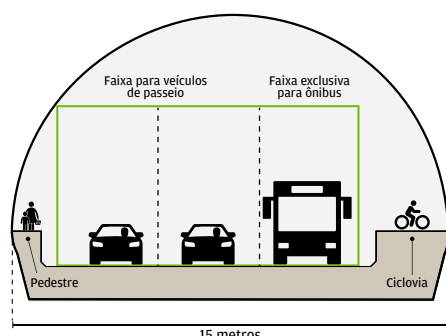 Faixa para veículos
de passeio
Faixa exclusiva
para ônibus
Pedestre
Ciclovia
15 metros